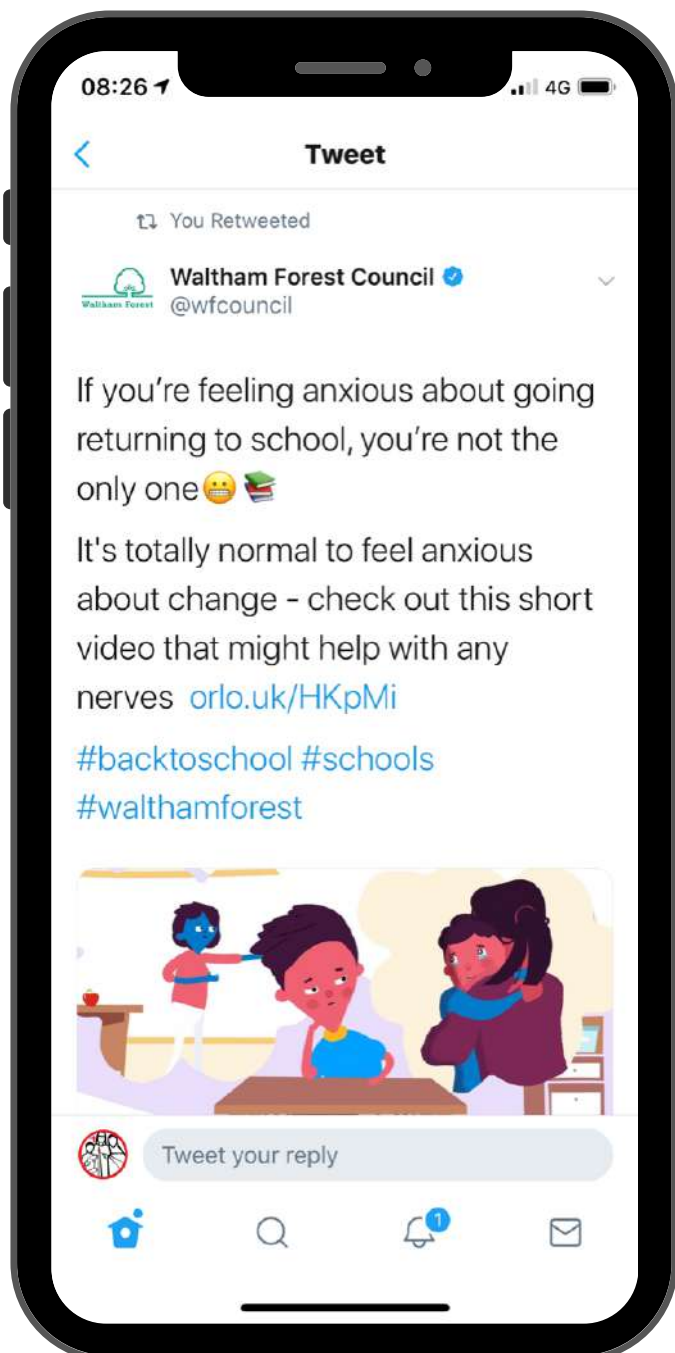 08:26
4G
Tweet
You Retweeted
Waltham Forest Council
Waltham Forest
@wfcouncil
If you’re feeling anxious about going
returning to school, you’re not the
only one😬📚
It's totally normal to feel anxious
about change - check out this short
video that might help with any
nerves orlo.uk/HKpMi
#backtoschool #schools
#walthamforest
Tweet your reply
1